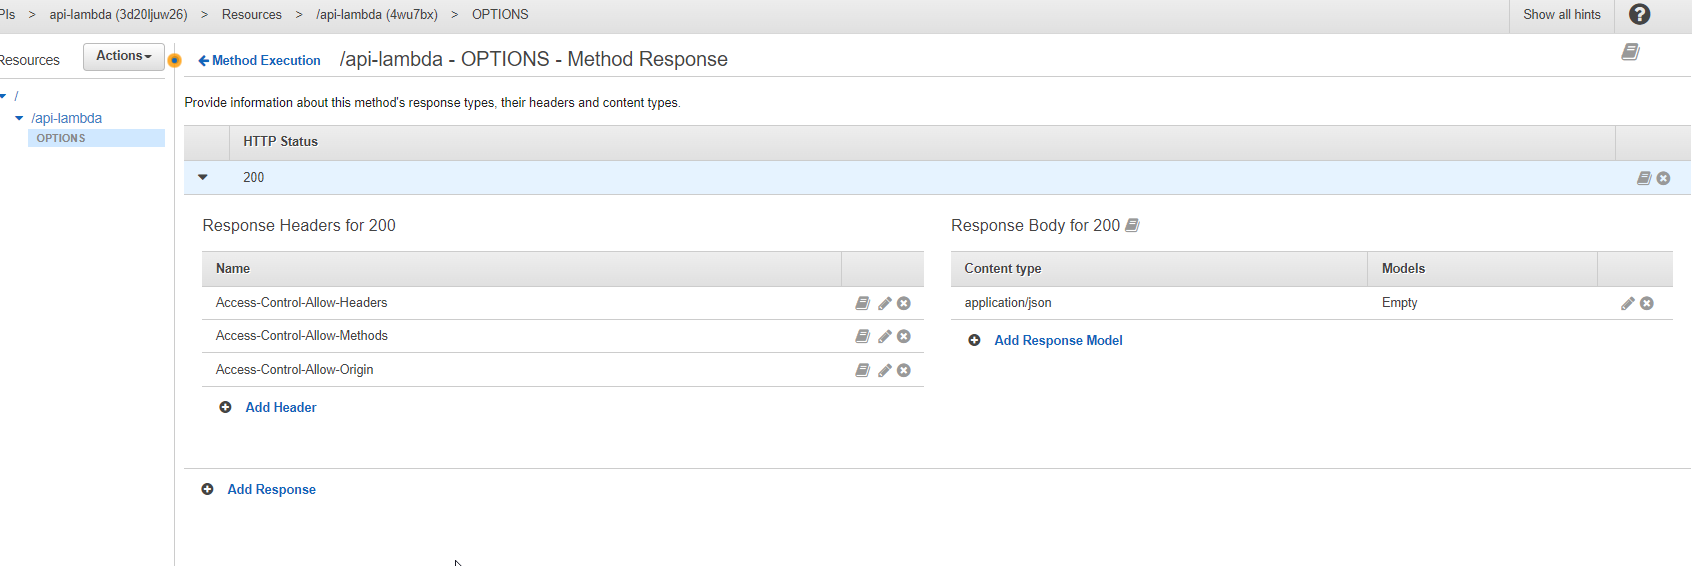 PIs > api-lambda (3d20ljuw26) > Resources > /api-lambda (4wu7bx) > OPTIONS Show all hints ?
Resources Actions Method Execution /api-lambda - OPTIONS - Method Response
/
/api-lambda
OPTIONS
Provide information about this method's response types, their headers and content types.
HTTP Status
200
Response Headers for 200
Name
Access-Control-Allow-Headers
Access-Control-Allow-Methods
Access-Control-Allow-Origin
Add Header
Response Body for 200
Content type Models
application/json Empty
Add Response Model
Add Response